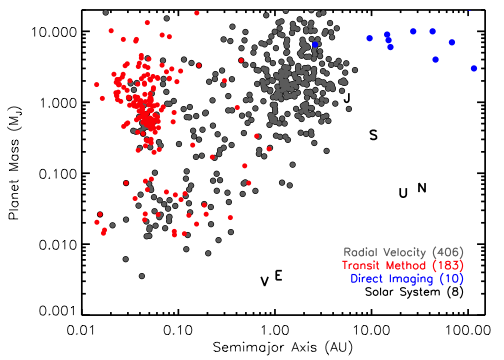 10.000
1.000
0.100
0.010
0.001
Planet Mass (MJ)
J
S
U N
V E
Radial Velocity (406)
Transit Method (183)
Direct Imaging (10)
Solar System (8)
0.01 0.10 1.00 10.00 100.00
Semimajor Axis (AU)